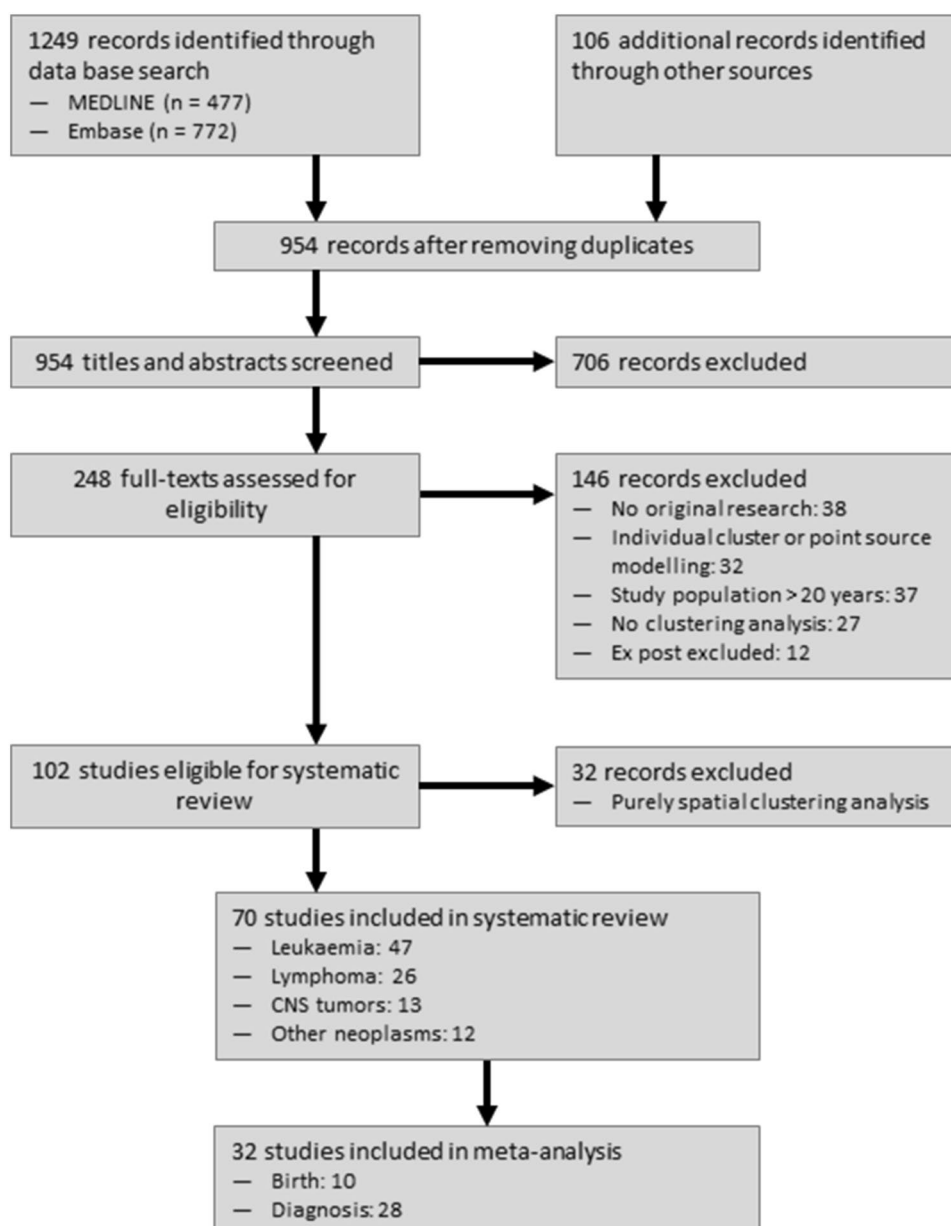 1249 records identified through
data base search
— MEDLINE (n = 477)
— Embase (n = 772)
106 additional records identified
through other sources
954 records after removing duplicates
954 titles and abstracts screened
706 records excluded
248 full-texts assessed for
eligibility
146 records excluded
— No original research: 38
— Individual cluster or point source
modelling: 32
— Study population > 20 years: 37
— No clustering analysis: 27
— Ex post excluded: 12
102 studies eligible for systematic
review
32 records excluded
— Purely spatial clustering analysis
70 studies included in systematic review
— Leukaemia: 47
— Lymphoma: 26
— CNS tumors: 13
— Other neoplasms: 12
32 studies included in meta-analysis
— Birth: 10
— Diagnosis: 28